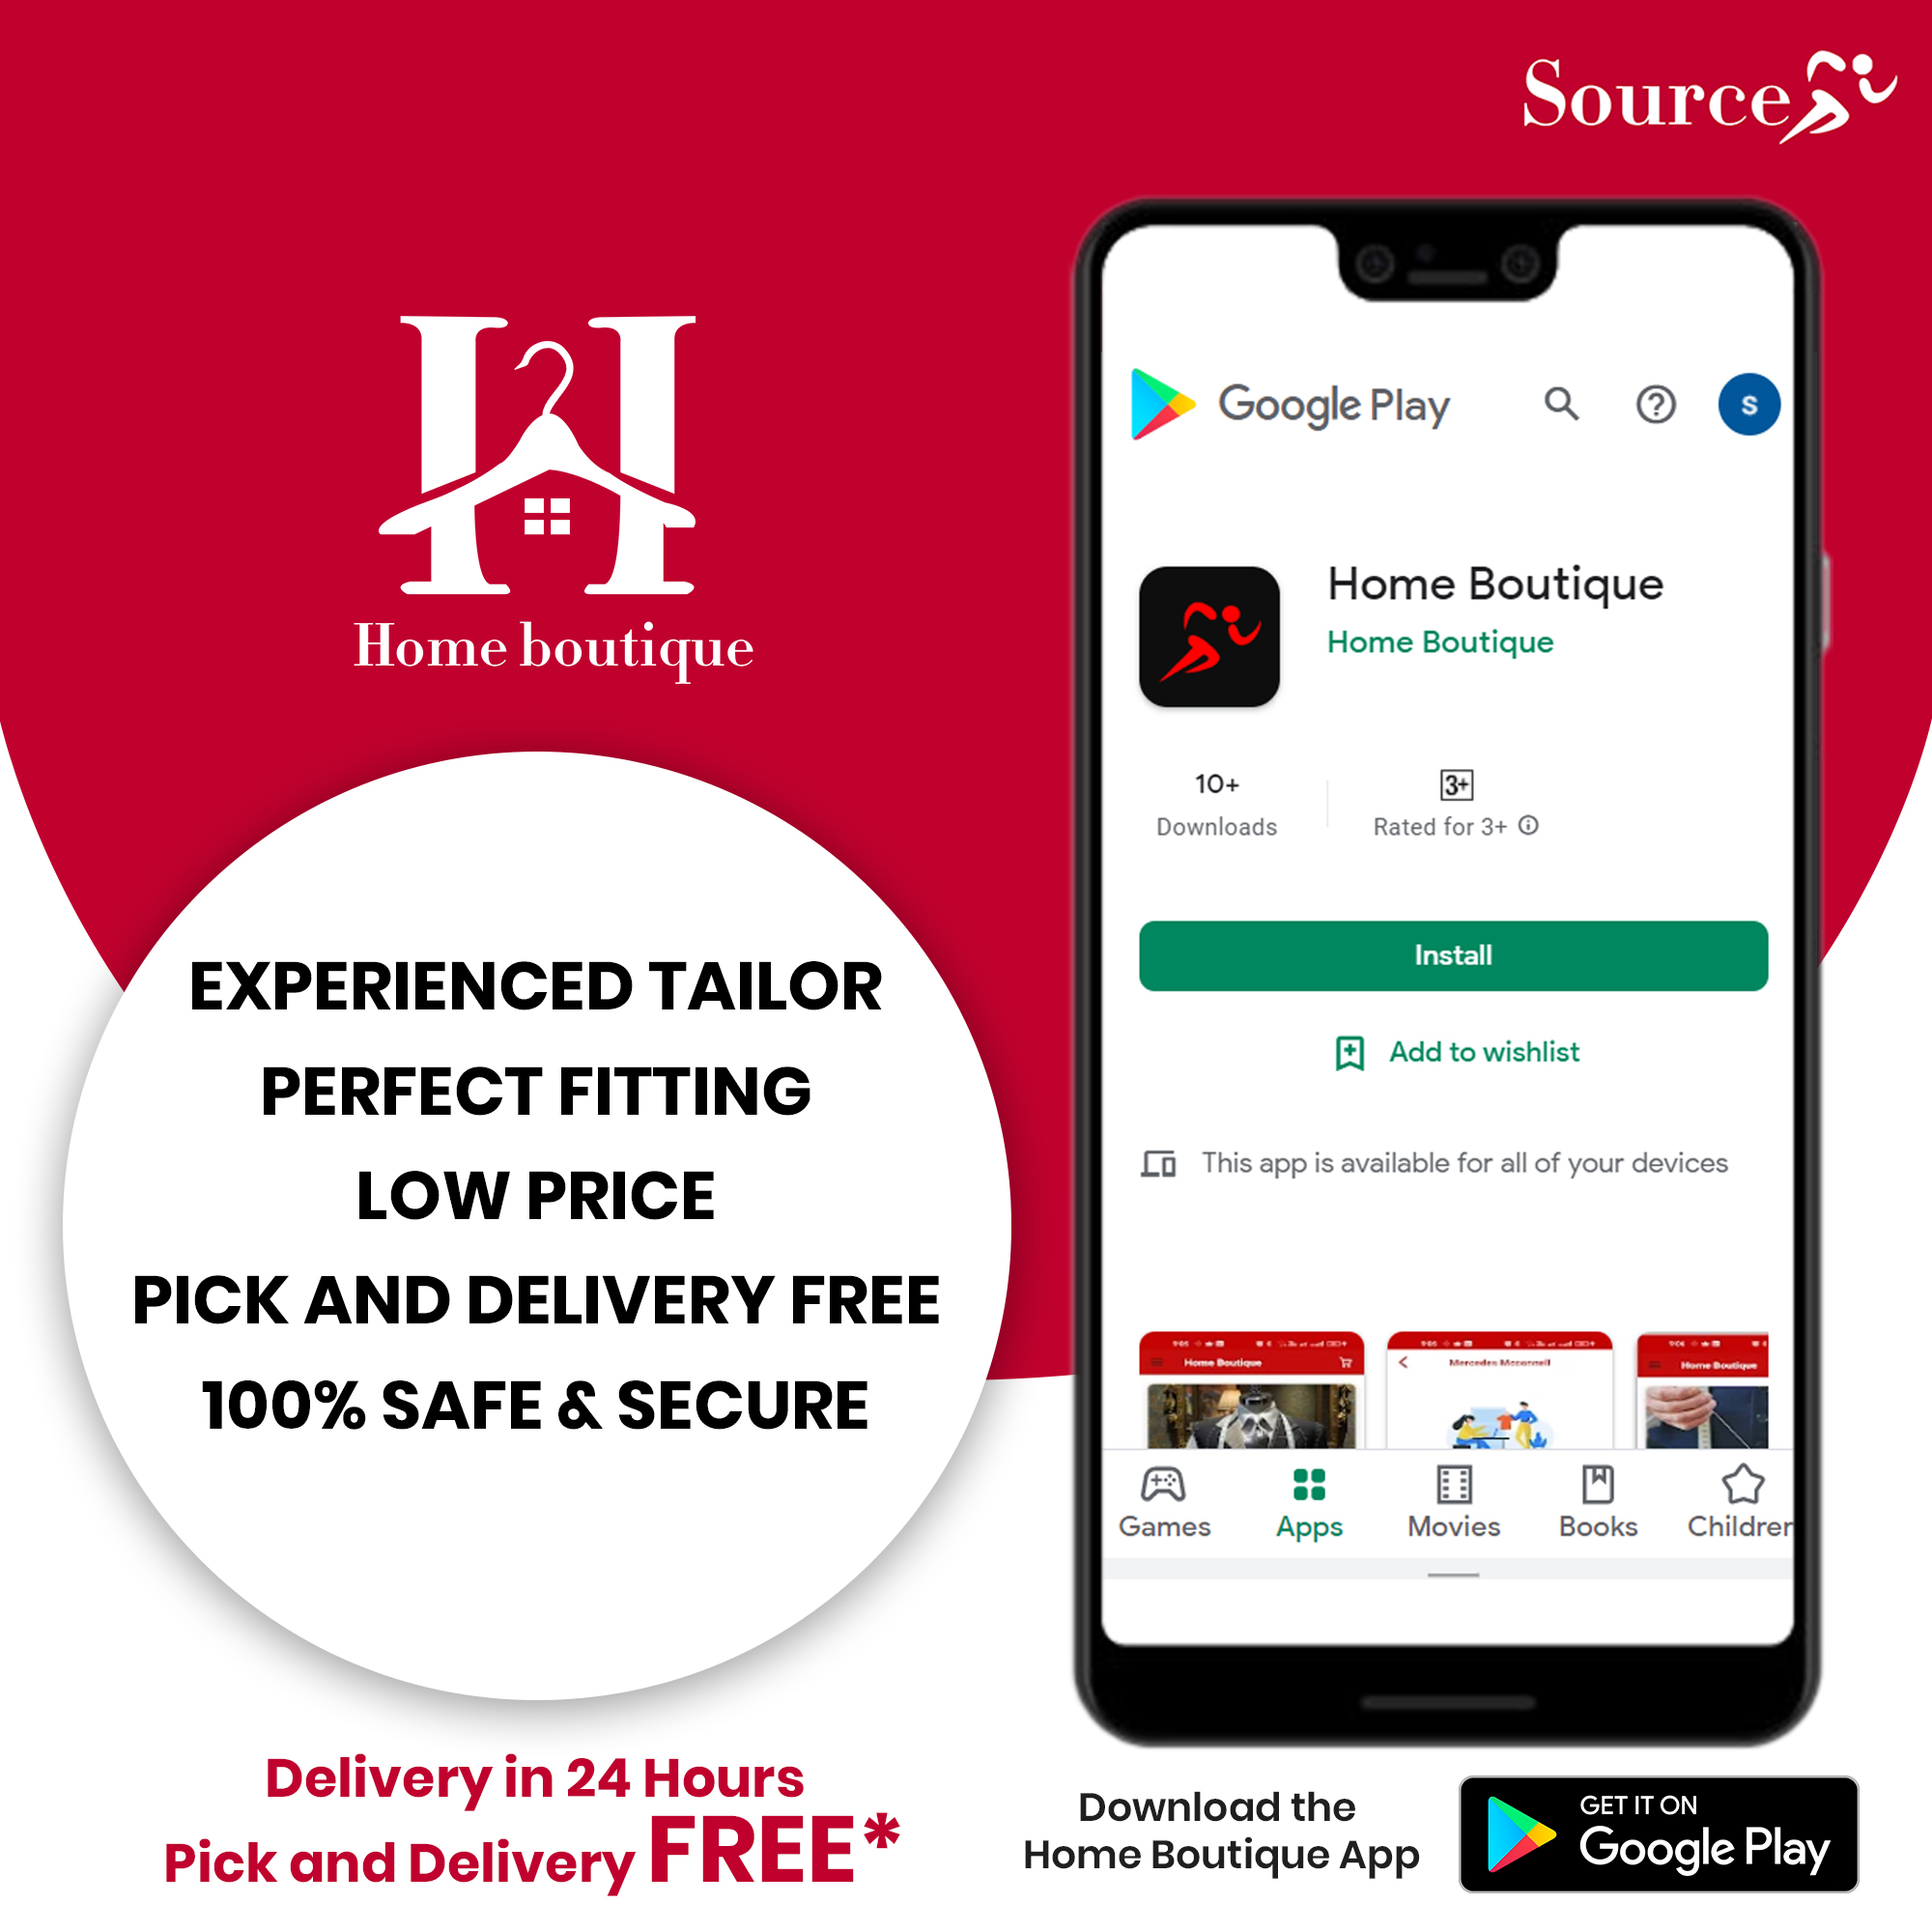 Source
Home boutique
EXPERIENCED TAILOR
PERFECT FITTING
LOW PRICE
PICK AND DELIVERY FREE
100% SAFE & SECURE
Delivery in 24 Hours
Pick and Delivery FREE*
Google Play
S
Home Boutique
Home Boutique
10+
Downloads
3+
Rated for 3+
Install
Add to wishlist
This app is available for all of your devices
Home Boutique
Mercedes Mcconnell
Home Boutique
Games Apps Movies Books Children
Download the
Home Boutique App
GET IT ON
Google Play